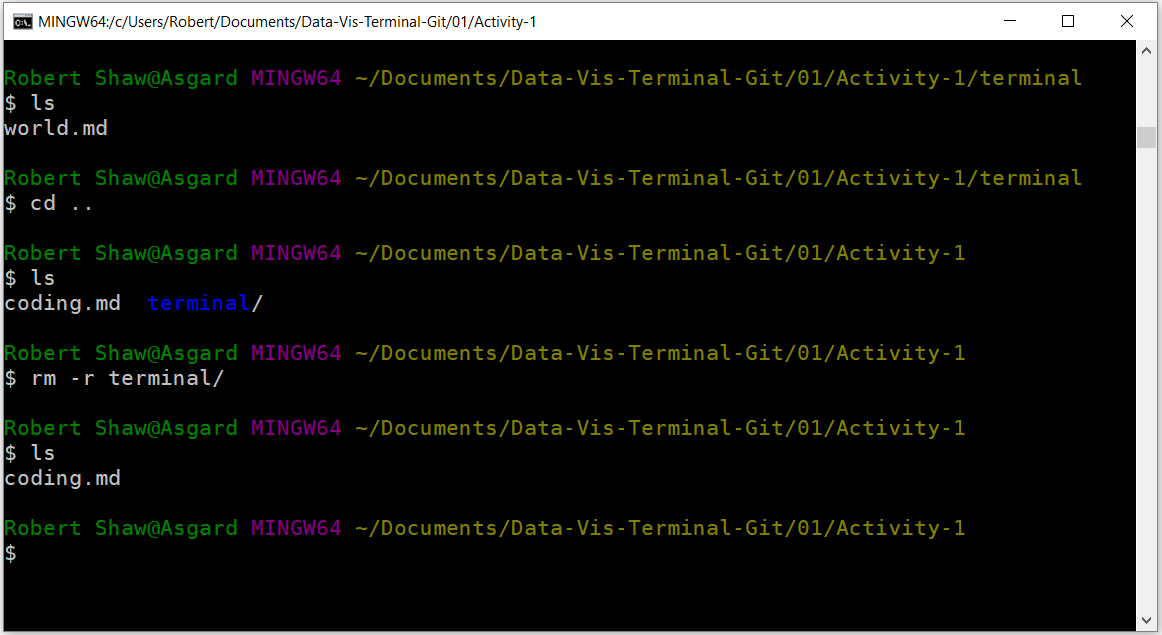 MINGW64:/c/Users/Robert/Documents/Data-Vis-Terminal-Git/01/Activity-1
Robert Shaw@Asgard MINGW64 ~/Documents/Data-Vis-Terminal-Git/01/Activity-1/terminal
$ ls
world.md
Robert Shaw@Asgard MINGW64 ~/Documents/Data-Vis-Terminal-Git/01/Activity-1/terminal
$ cd ..
Robert Shaw@Asgard MINGW64 ~/Documents/Data-Vis-Terminal-Git/01/Activity-1
$ ls
coding.md  terminal/
Robert Shaw@Asgard MINGW64 ~/Documents/Data-Vis-Terminal-Git/01/Activity-1
$ rm -r terminal/
Robert Shaw@Asgard MINGW64 ~/Documents/Data-Vis-Terminal-Git/01/Activity-1
$ ls
coding.md
Robert Shaw@Asgard MINGW64 ~/Documents/Data-Vis-Terminal-Git/01/Activity-1
$